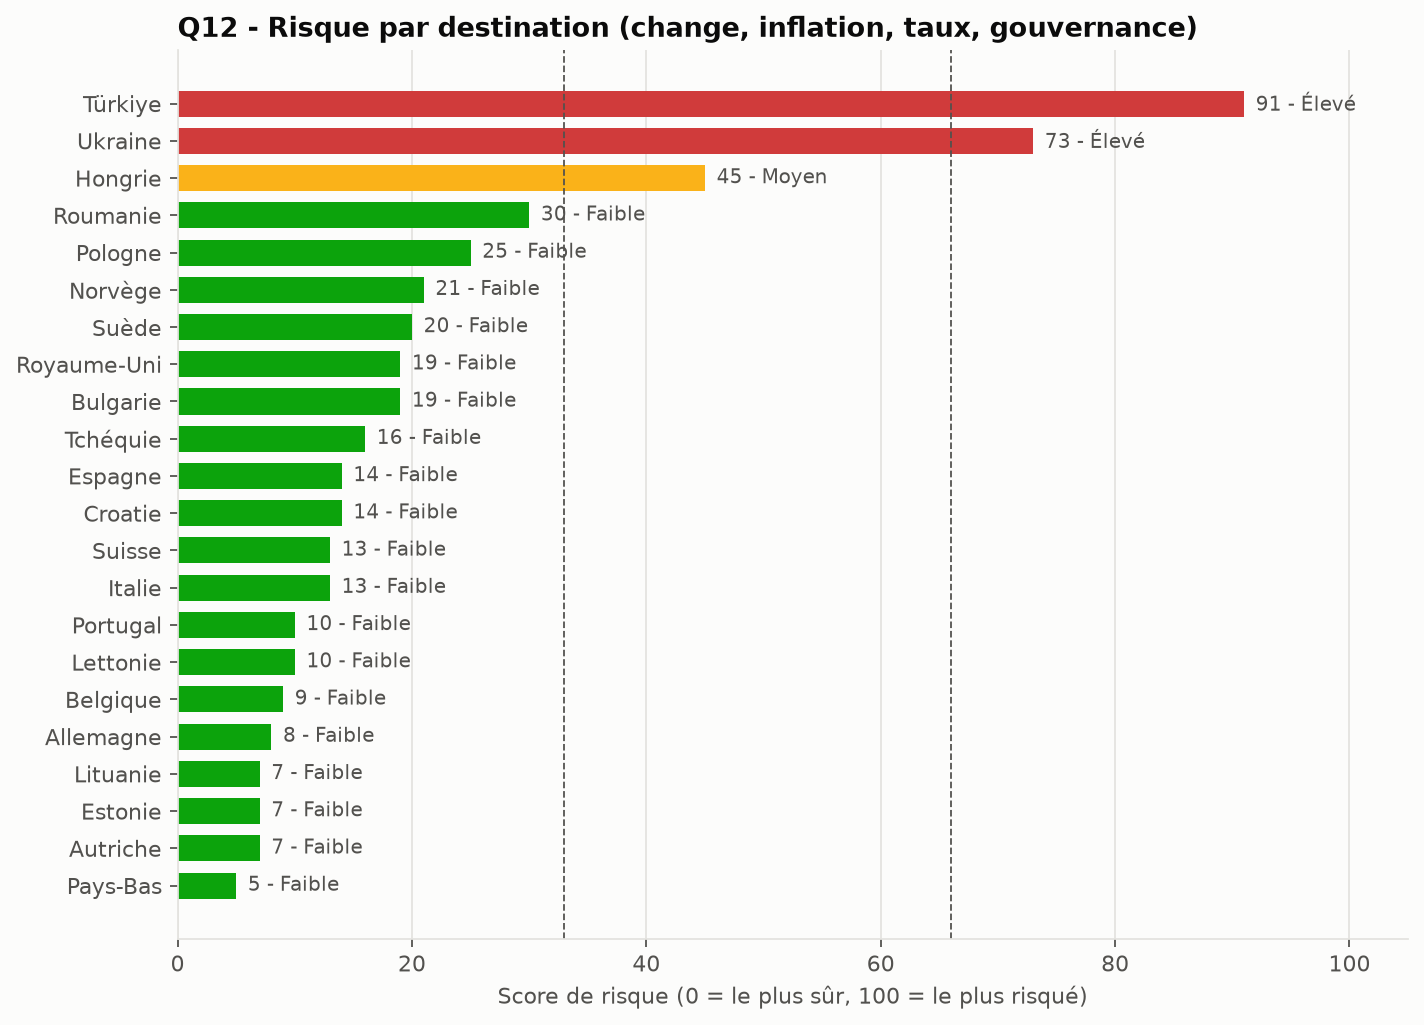 Q12 - Risque par destination (change, inflation, taux, gouvernance)
Türkiye 91 - Élevé
Ukraine 73 - Élevé
Hongrie 45 - Moyen
Roumanie 30 - Faible
Pologne 25 - Faible
Norvège 21 - Faible
Suède 20 - Faible
Royaume-Uni 19 - Faible
Bulgarie 19 - Faible
Tchéquie 16 - Faible
Espagne 14 - Faible
Croatie 14 - Faible
Suisse 13 - Faible
Italie 13 - Faible
Portugal 10 - Faible
Lettonie 10 - Faible
Belgique 9 - Faible
Allemagne 8 - Faible
Lituanie 7 - Faible
Estonie 7 - Faible
Autriche 7 - Faible
Pays-Bas 5 - Faible
0 20 40 60 80 100
Score de risque (0 = le plus sûr, 100 = le plus risqué)